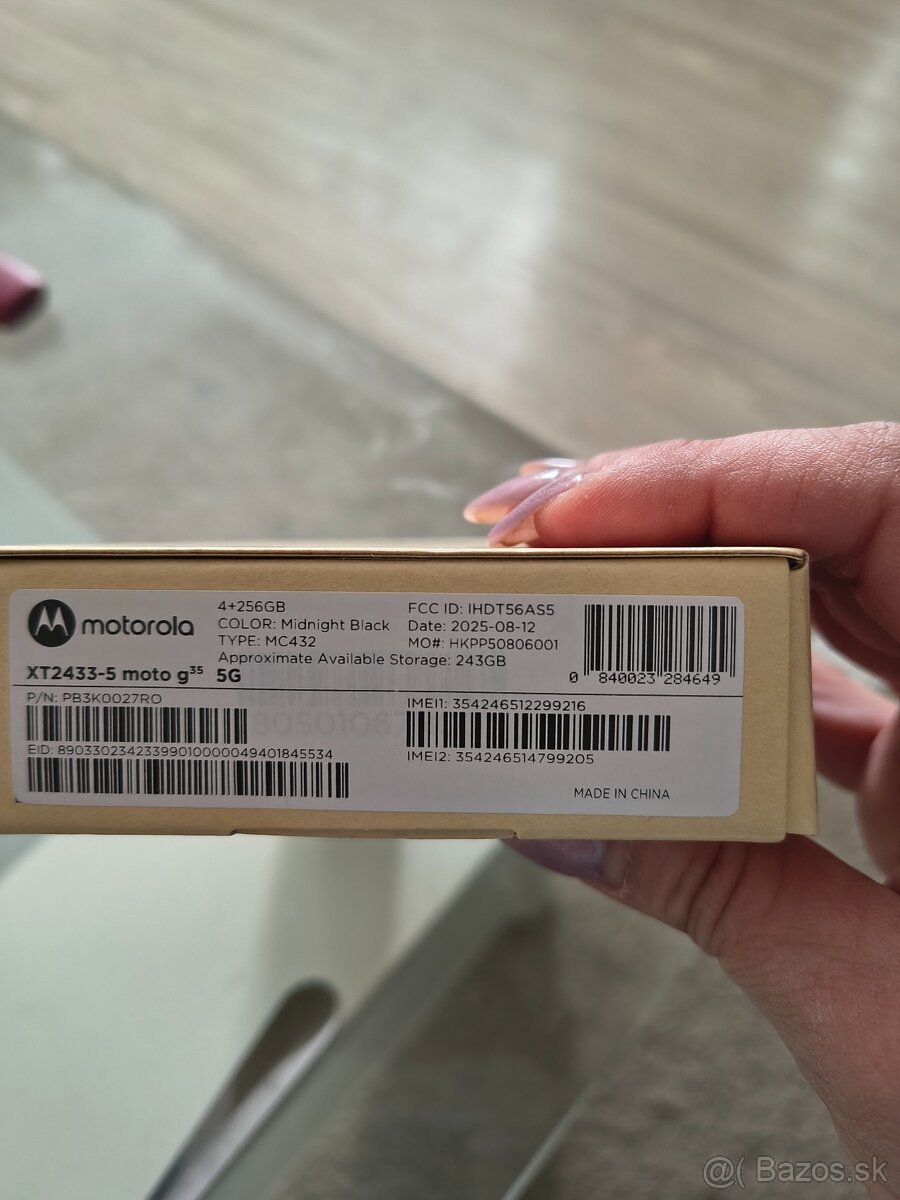 motorola
4+256GB
COLOR: Midnight Black
TYPE: MC432
Approximate Available Storage: 243GB
FCC ID: IHDT56AS5
Date: 2025-08-12
MO#: HKPP50806001
0 840023 284649
XT2433-5 moto g35 5G
P/N: PB3K0027RO
EID: 89033023423399010000049401845534
IMEI1: 354246512299216
IMEI2: 354246514799205
MADE IN CHINA
@( Bazos.sk